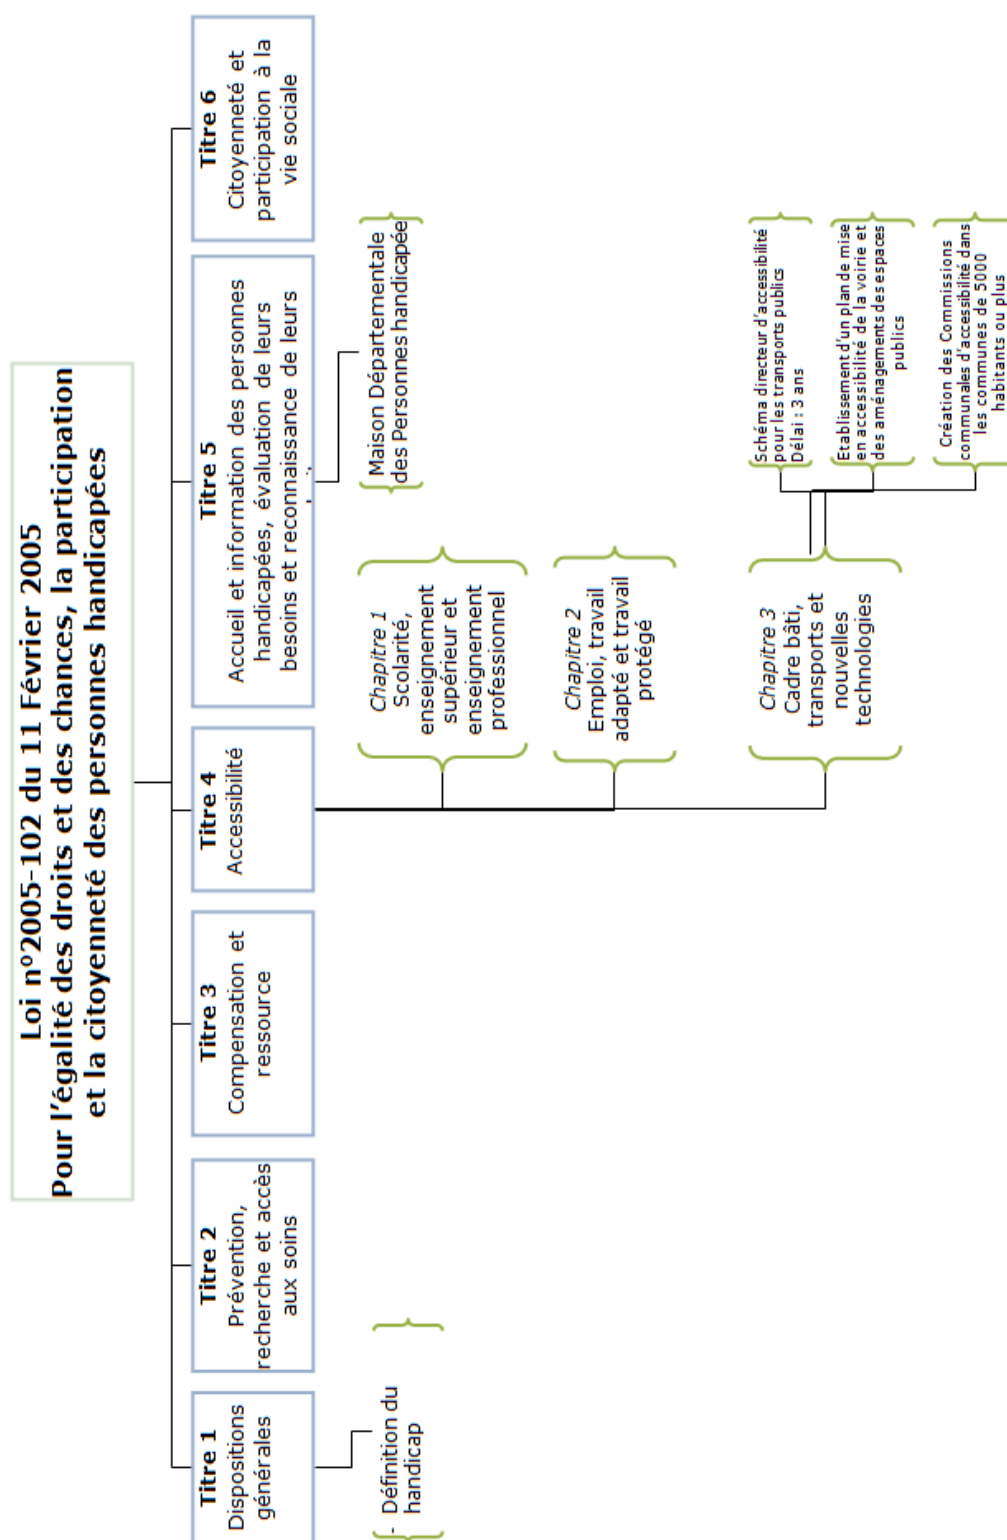 Loi n°2005-102 du 11 Février 2005
Pour l'égalité des droits et des chances, la participation
et la citoyenneté des personnes handicapées
Titre 1
Dispositions
générales
Titre 2
Prévention,
recherche et accès
aux soins
Titre 3
Compensation et
ressource
Titre 4
Accessibilité
Titre 5
Accueil et information des personnes
handicapées, évaluation de leurs
besoins et reconnaissance de leurs
Titre 6
Citoyenneté et
participation à la
vie sociale
- Définition du
handicap
Chapitre 1
Scolarité,
enseignement
supérieur et
enseignement
professionnel
Maison Départementale
des Personnes handicapée
Chapitre 2
Emploi, travail
adapté et travail
protégé
Chapitre 3
Cadre bâti,
transports et
nouvelles
technologies
Schéma directeur d'accessibilité
pour les transports publics
Délai : 3 ans
Etablissement d'un plan de mise
en accessibilité de la voirie et
des aménagements des espaces
publics
Création des Commissions
communales d'accessibilité dans
les communes de 5000
habitants ou plus